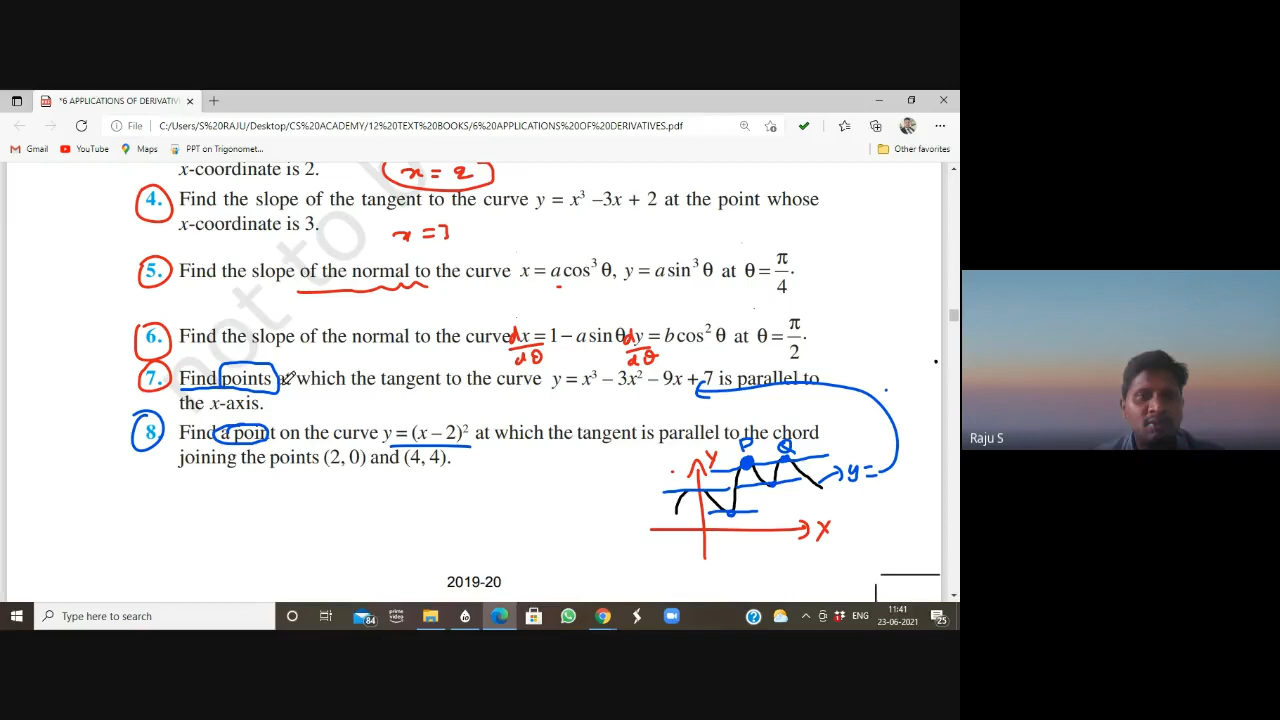 *6 APPLICATIONS OF DERIVATIV
File
C:/Users/S%20RAJU/Desktop/CS%20ACADEMY/12%20TEXT%20BOOKS/6%20APPLICATIONS%20OF%20DERIVATIVES.pdf
Gmail YouTube Maps PPT on Trigonomet... Other favorites
x-coordinate is 2. x = 2
4. Find the slope of the tangent to the curve y = x³ –3x + 2 at the point whose
x-coordinate is 3.
x = 3
5. Find the slope of the normal to the curve x = a cos³ θ, y = a sin³ θ at θ = π/4.
6. Find the slope of the normal to the curve x = 1 − a sin θ, y = b cos² θ at θ = π/2.
dx/dθ dy/dθ
7. Find points at which the tangent to the curve y = x³ − 3x² − 9x + 7 is parallel to
the x-axis.
8. Find a point on the curve y = (x − 2)² at which the tangent is parallel to the chord
joining the points (2, 0) and (4, 4).
P Q
Y y=
X
not to b
2019-20
Raju S
Type here to search
84
prime video
ENG
11:41
23-06-2021
25